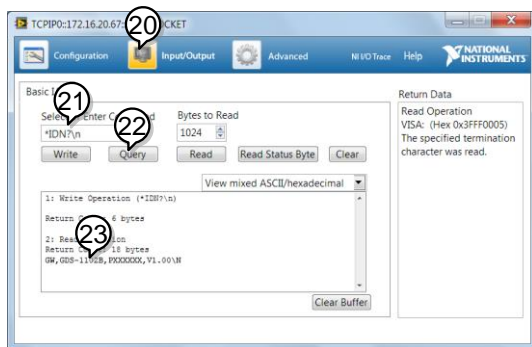 TCPIP0::172.16.20.67: CKET
20
Configuration Input/Output Advanced NI I/O Trace Help NATIONAL INSTRUMENTS
Basic I
Return Data
21
Enter C
Bytes to Read
*IDN?\n
22
1024
Write Query Read Read Status Byte Clear
View mixed ASCII/hexadecimal
1: Write Operation (*IDN?\n)
Return 6 bytes
23
2: Rea ion
Return 18 bytes
GW,GDS-1102B,PXXXXXX,V1.00\N
Clear Buffer
Read Operation
VISA: (Hex 0x3FFF0005)
The specified termination
character was read.